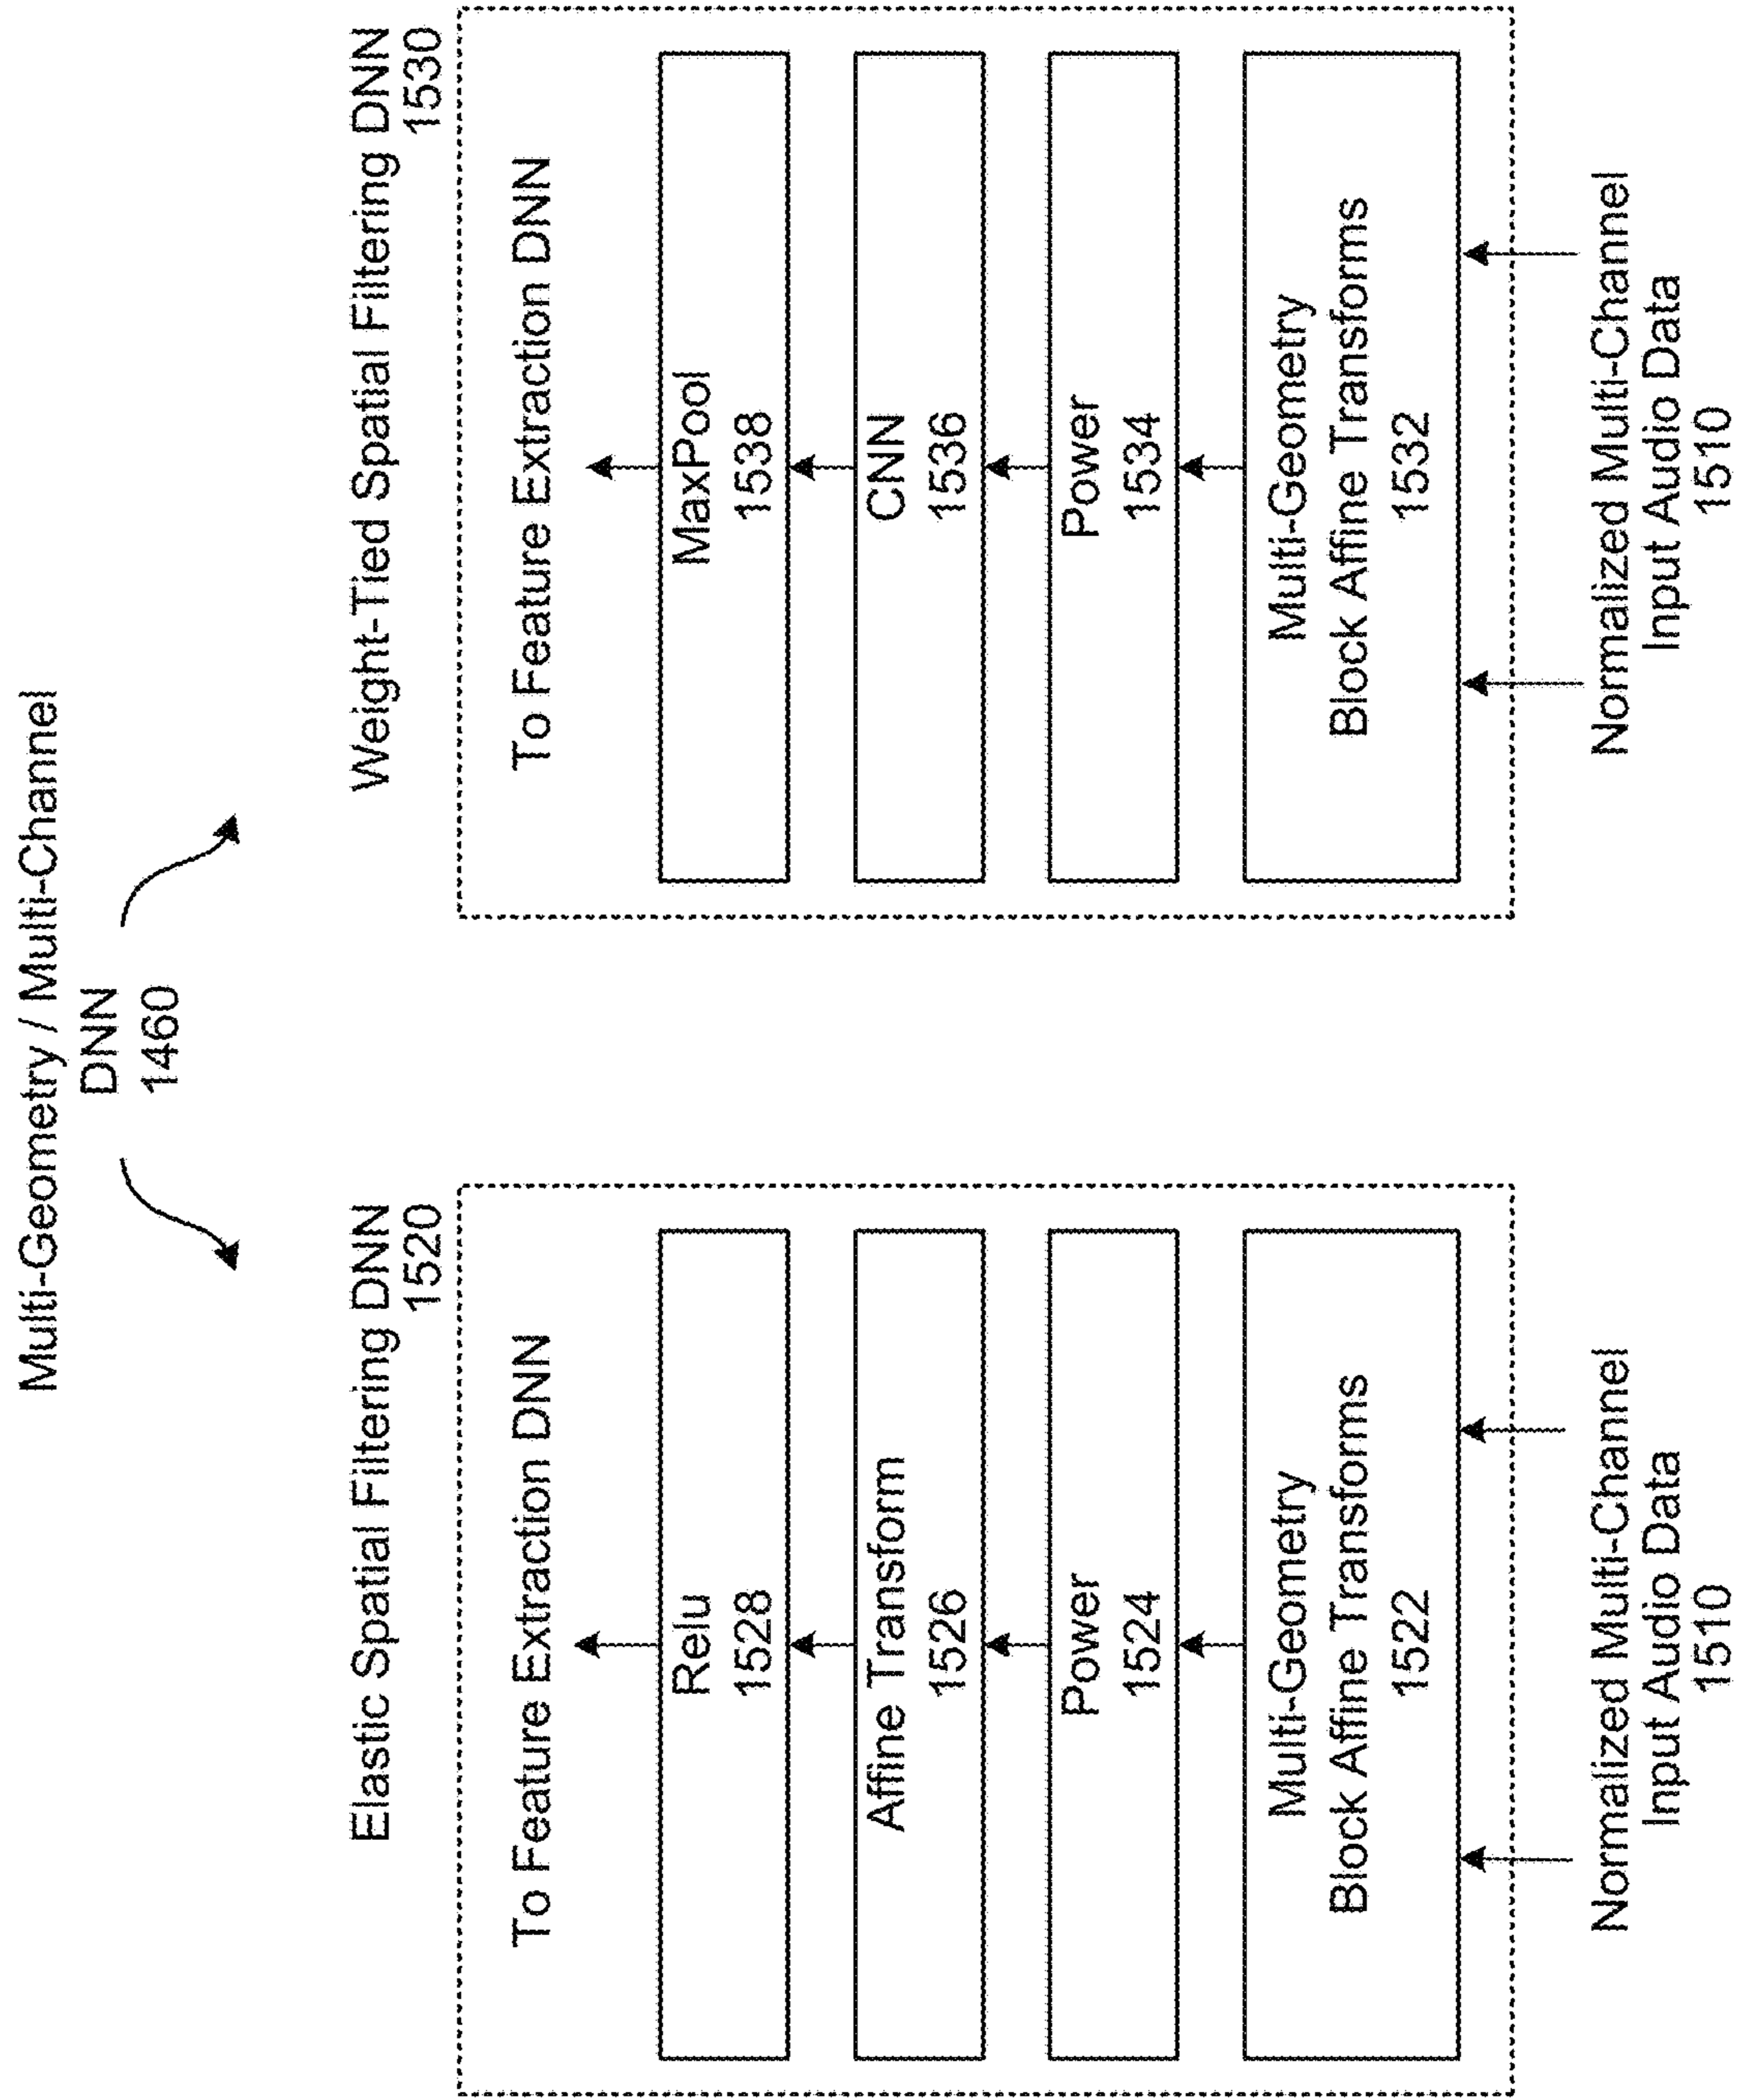 Multi-Geometry / Multi-Channel
DNN
1460
Elastic Spatial Filtering DNN
1520
To Feature Extraction DNN
Relu
1528
Affine Transform
1526
Power
1524
Multi-Geometry
Block Affine Transforms
1522
Normalized Multi-Channel
Input Audio Data
1510
Weight-Tied Spatial Filtering DNN
1530
To Feature Extraction DNN
MaxPool
1538
CNN
1536
Power
1534
Multi-Geometry
Block Affine Transforms
1532
Normalized Multi-Channel
Input Audio Data
1510